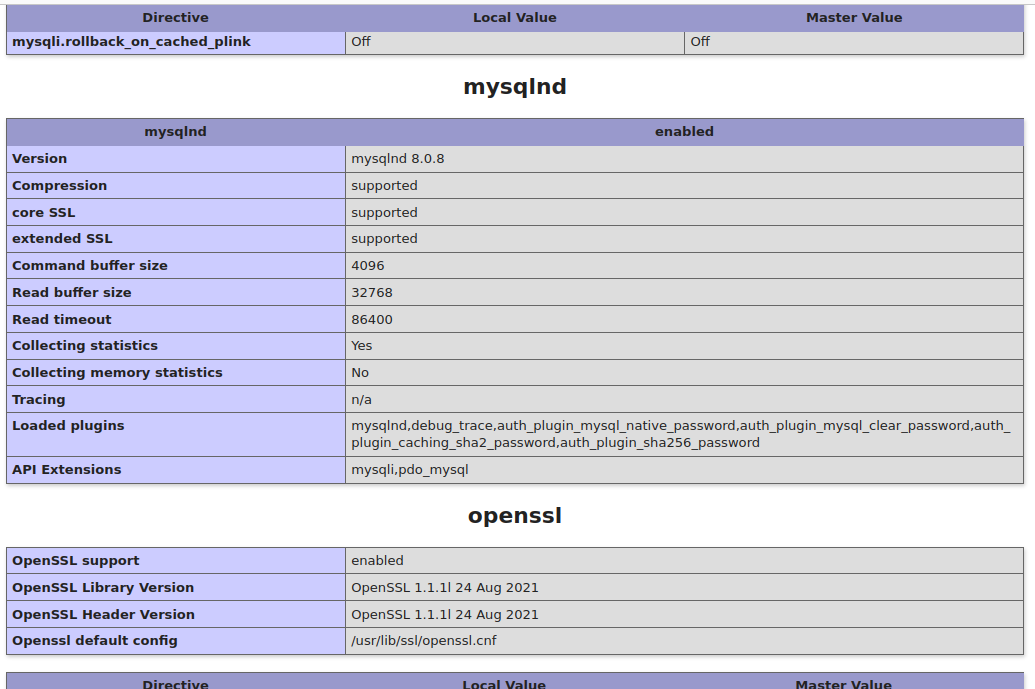 Directive Local Value Master Value
mysqli.rollback_on_cached_plink Off Off
mysqlnd
mysqlnd enabled
Version mysqlnd 8.0.8
Compression supported
core SSL supported
extended SSL supported
Command buffer size 4096
Read buffer size 32768
Read timeout 86400
Collecting statistics Yes
Collecting memory statistics No
Tracing n/a
Loaded plugins mysqlnd,debug_trace,auth_plugin_mysql_native_password,auth_plugin_mysql_clear_password,auth_
plugin_caching_sha2_password,auth_plugin_sha256_password
API Extensions mysqli,pdo_mysql
openssl
OpenSSL support enabled
OpenSSL Library Version OpenSSL 1.1.1l 24 Aug 2021
OpenSSL Header Version OpenSSL 1.1.1l 24 Aug 2021
Openssl default config /usr/lib/ssl/openssl.cnf
Directive Local Value Master Value